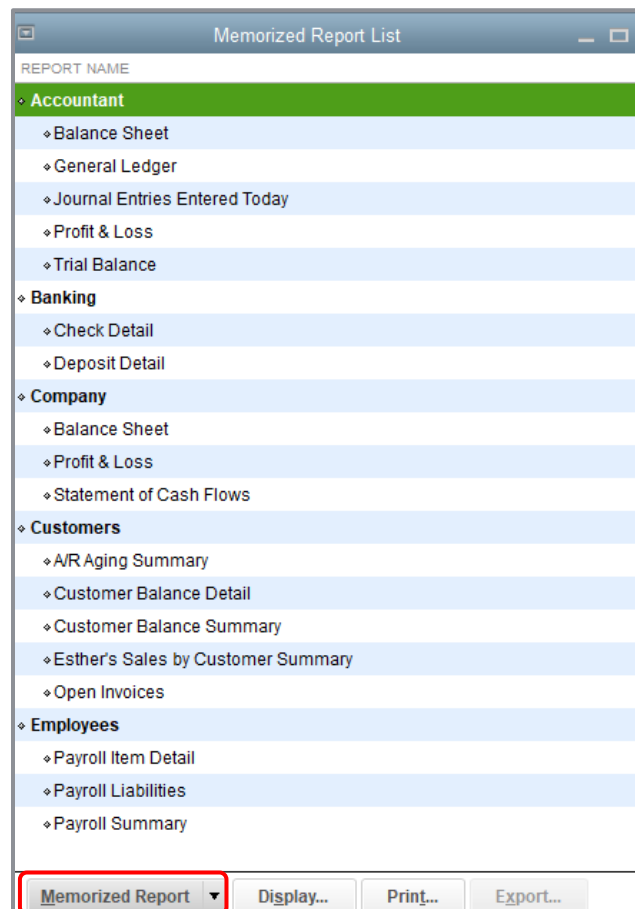 Memorized Report List
REPORT NAME
Accountant
Balance Sheet
General Ledger
Journal Entries Entered Today
Profit & Loss
Trial Balance
Banking
Check Detail
Deposit Detail
Company
Balance Sheet
Profit & Loss
Statement of Cash Flows
Customers
A/R Aging Summary
Customer Balance Detail
Customer Balance Summary
Esther's Sales by Customer Summary
Open Invoices
Employees
Payroll Item Detail
Payroll Liabilities
Payroll Summary
Memorized Report Display... Print... Export...